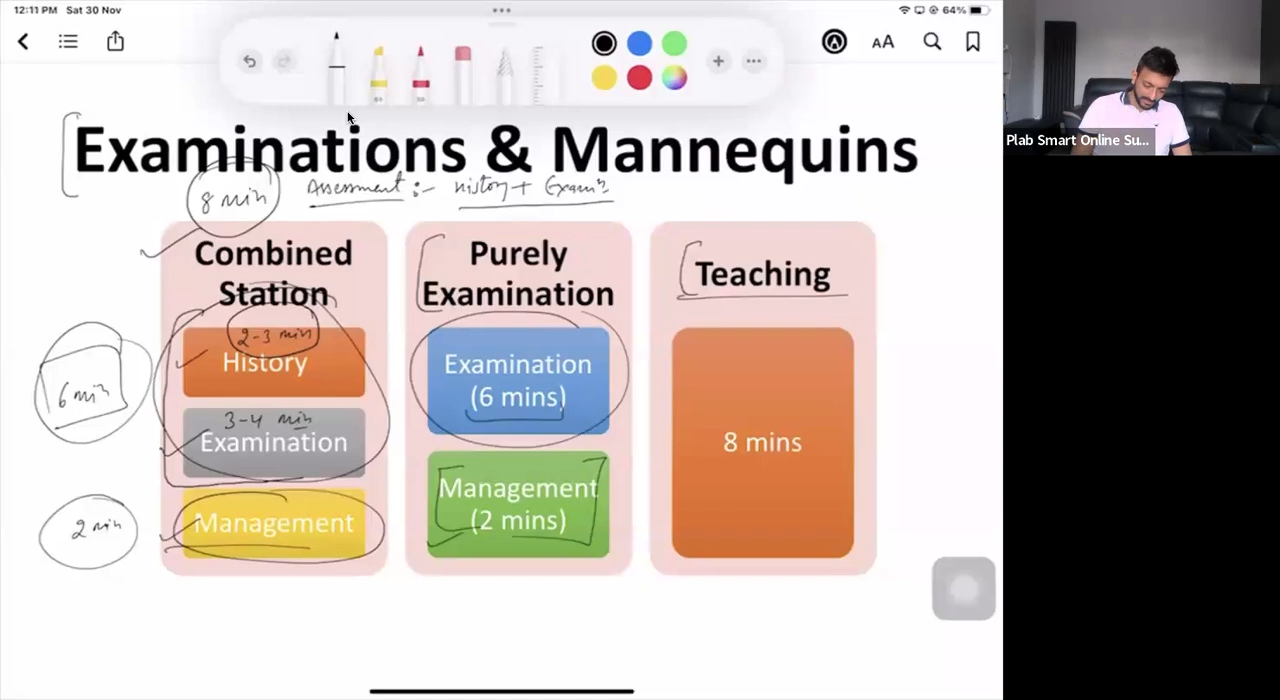 12:11 PM Sat 30 Nov
64%
AA
Plab Smart Online Su...
Examinations & Mannequins
8 min
Assessment :- History + Exam?
Combined
Station
2-3 min
History
3-4 min
Examination
Management
6 min
2 min
Purely
Examination
Examination
(6 mins)
Management
(2 mins)
Teaching
8 mins